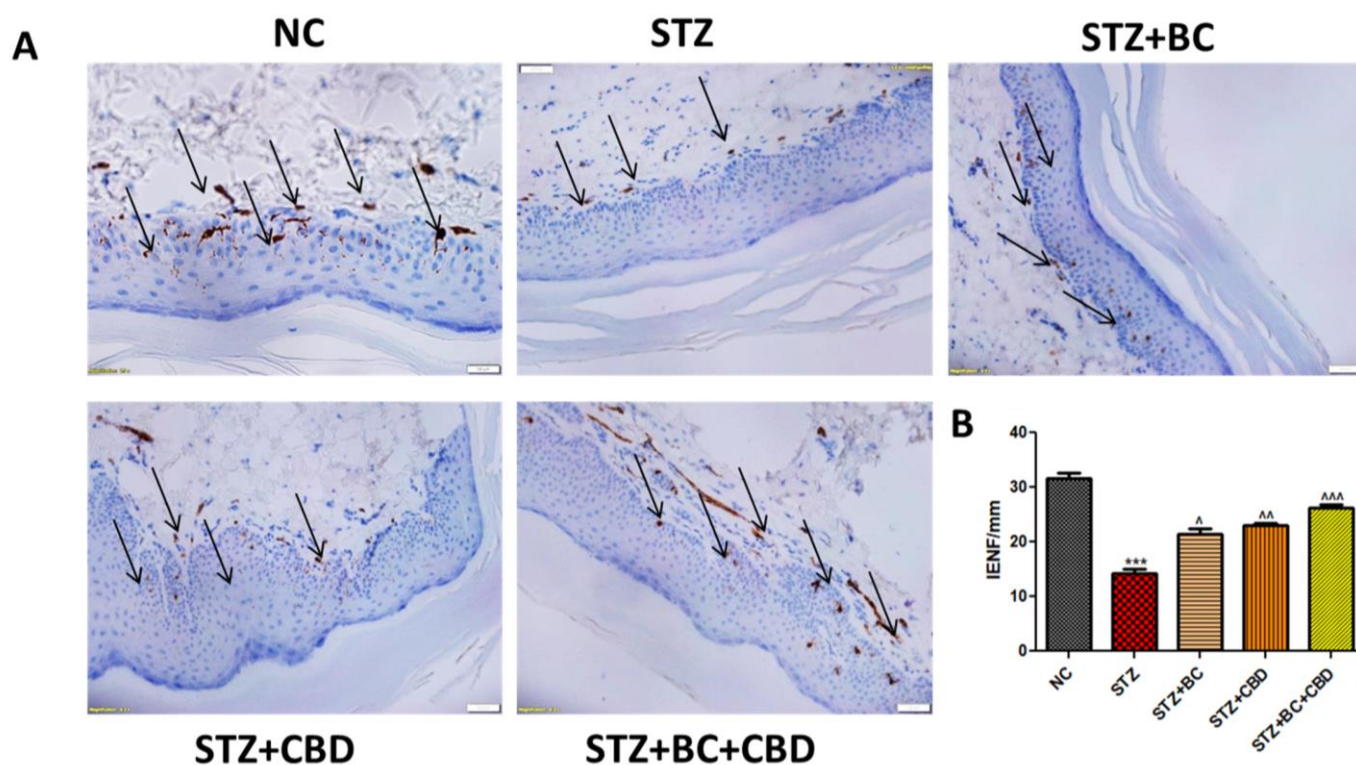 A
NC
STZ
STZ+BC
STZ+CBD
STZ+BC+CBD
B
IENF/mm
40
30
20
10
0
***
^
^^
^^^
NC
STZ
STZ+BC
STZ+CBD
STZ+BC+CBD